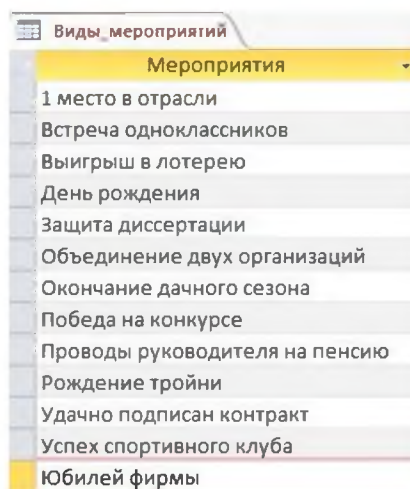 Виды_мероприятий
Мероприятия
1 место в отрасли
Встреча одноклассников
Выигрыш в лотерею
День рождения
Защита диссертации
Объединение двух организаций
Окончание дачного сезона
Победа на конкурсе
Проводы руководителя на пенсию
Рождение тройни
Удачно подписан контракт
Успех спортивного клуба
Юбилей фирмы